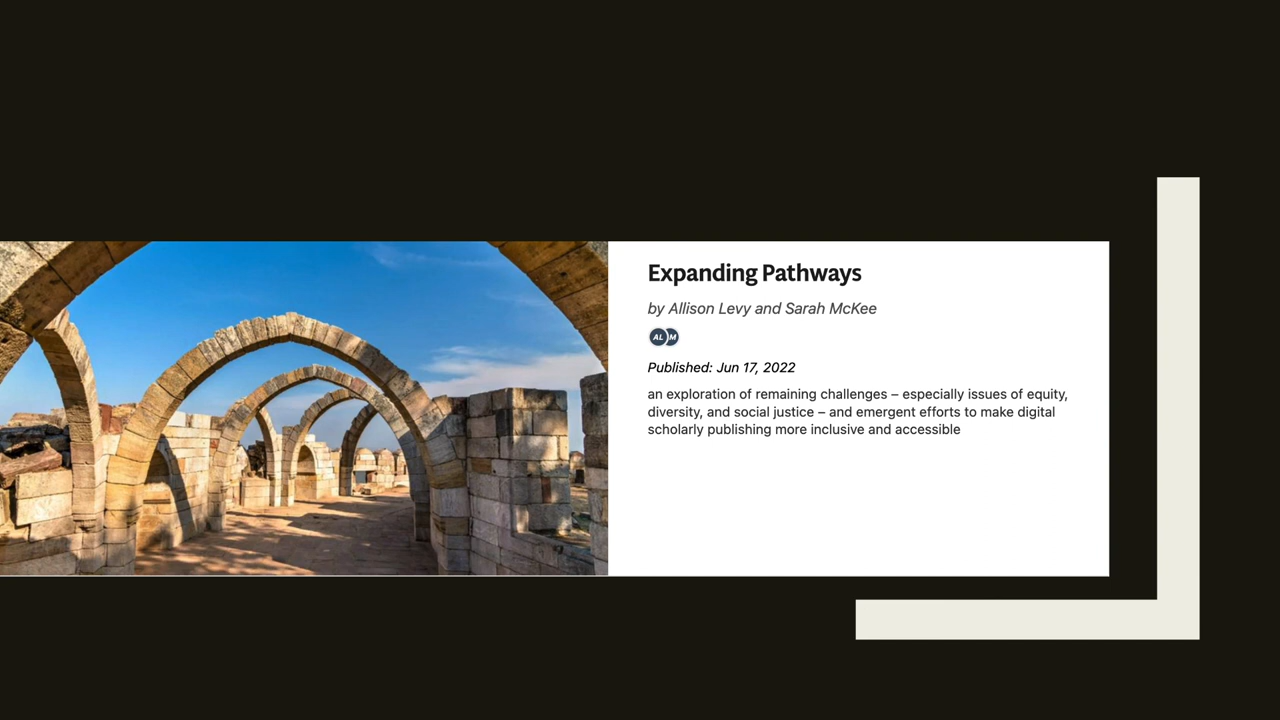 Expanding Pathways
by Allison Levy and Sarah McKee
AL M
Published: Jun 17, 2022
an exploration of remaining challenges – especially issues of equity,
diversity, and social justice – and emergent efforts to make digital
scholarly publishing more inclusive and accessible